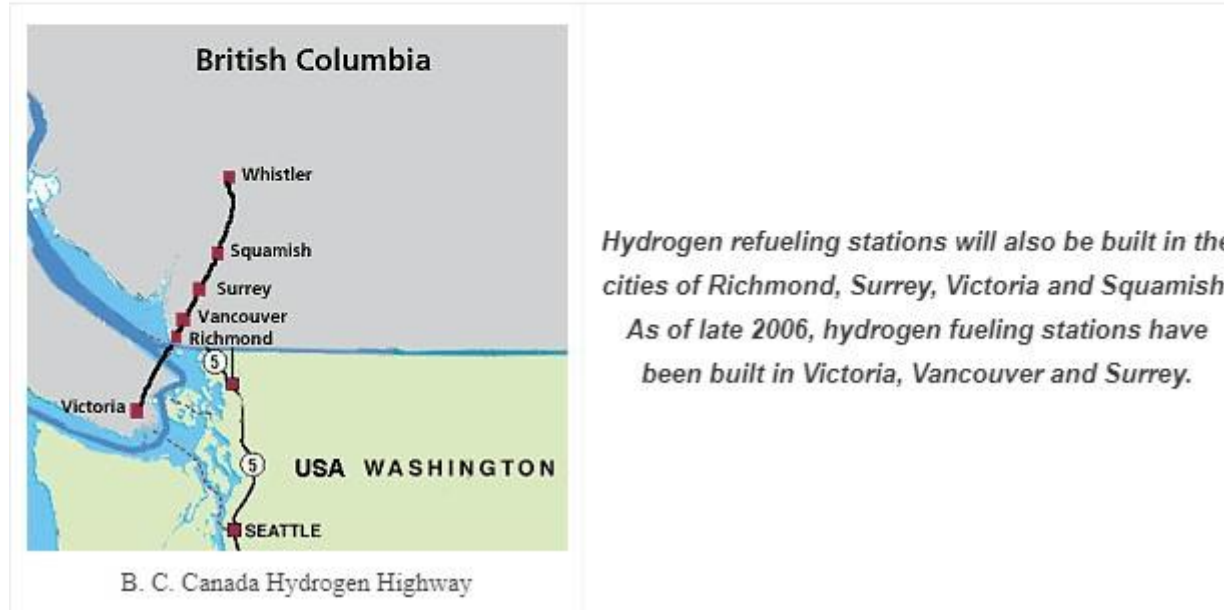 British Columbia
Whistler
Squamish
Surrey
Vancouver
Richmond
5
Victoria
5
USA WASHINGTON
SEATTLE
B. C. Canada Hydrogen Highway
Hydrogen refueling stations will also be built in the
cities of Richmond, Surrey, Victoria and Squamish
As of late 2006, hydrogen fueling stations have
been built in Victoria, Vancouver and Surrey.